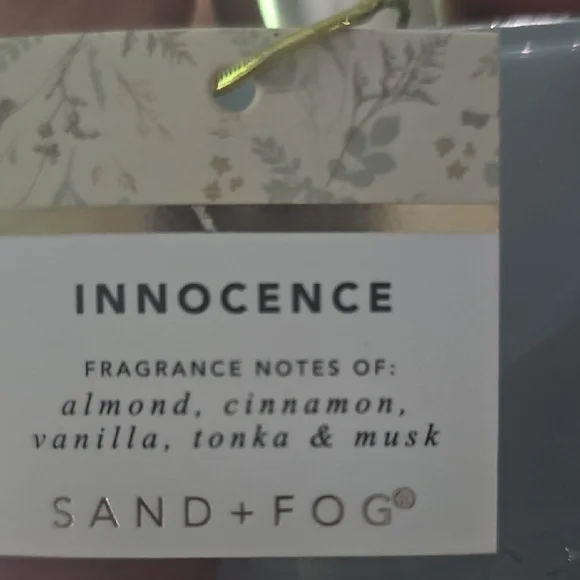 INNOCENCE
FRAGRANCE NOTES OF:
almond, cinnamon,
vanilla, tonka & musk
SAND+FOG®